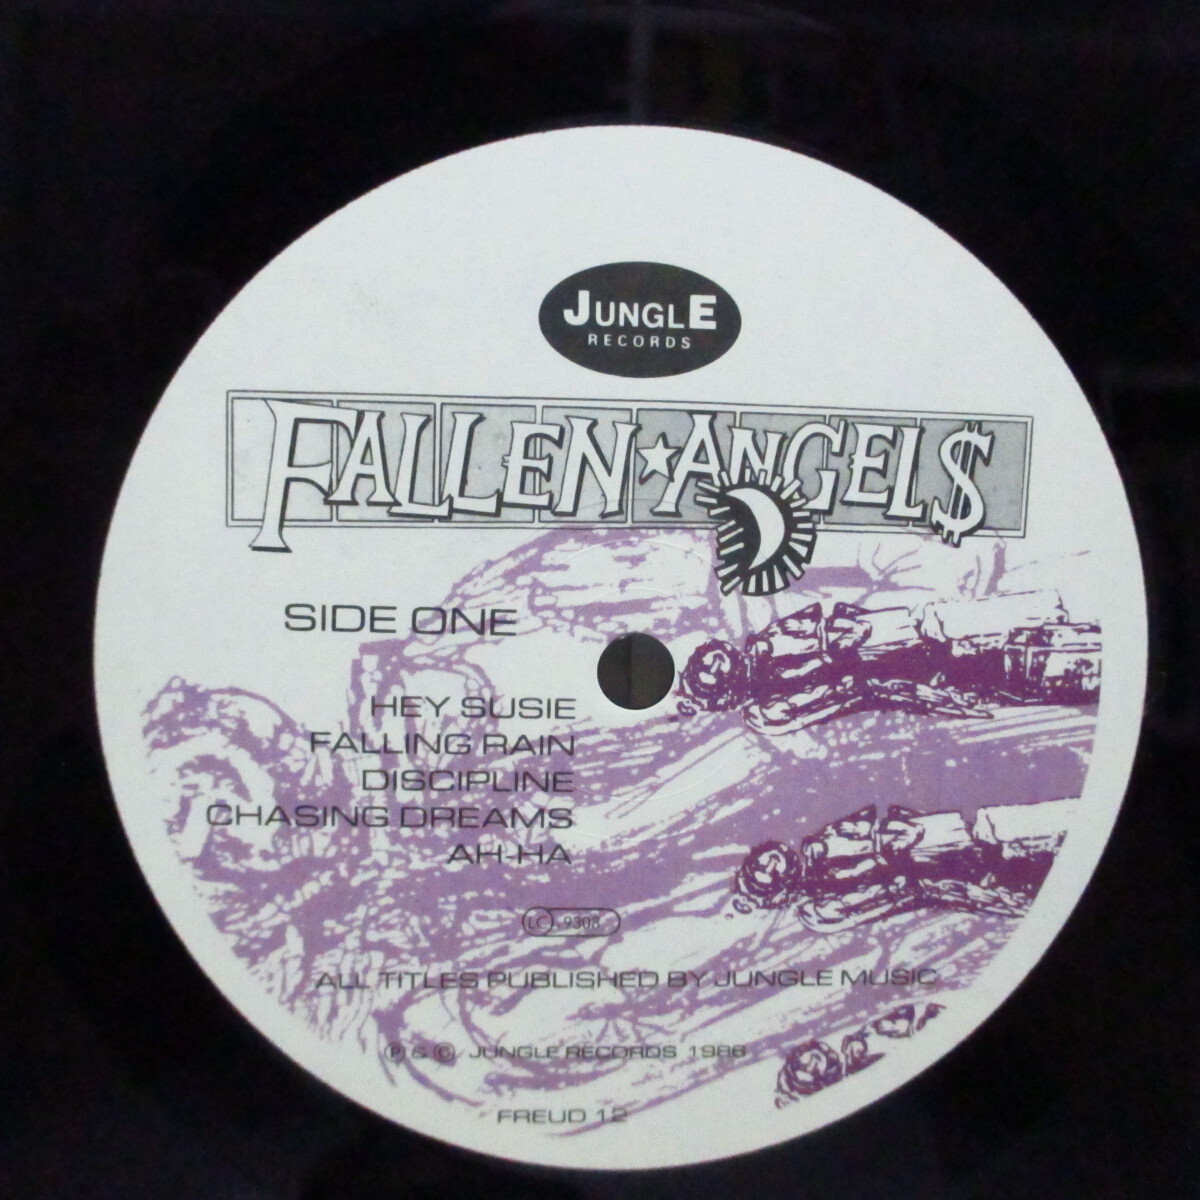 JUNGLE
RECORDS
FALLEN ★ ANGEL$
SIDE ONE
HEY SUSIE
FALLING RAIN
DISCIPLINE
CHASING DREAMS
AH-HA
LC 9308
ALL TITLES PUBLISHED BY JUNGLE MUSIC
Ⓟ & © JUNGLE RECORDS 1986
FREUD 12